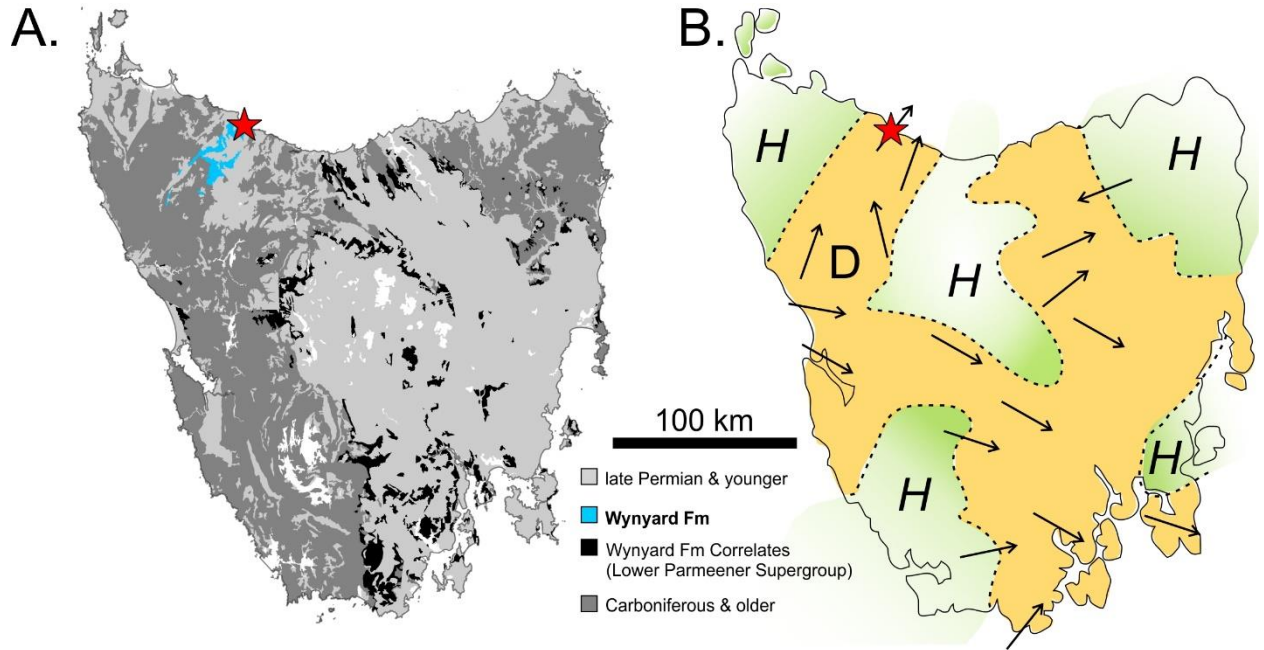 A.
B.
H
H
D
H
100 km
late Permian & younger
H
H
Wynyard Fm
Wynyard Fm Correlates
(Lower Parmeener Supergroup)
Carboniferous & older